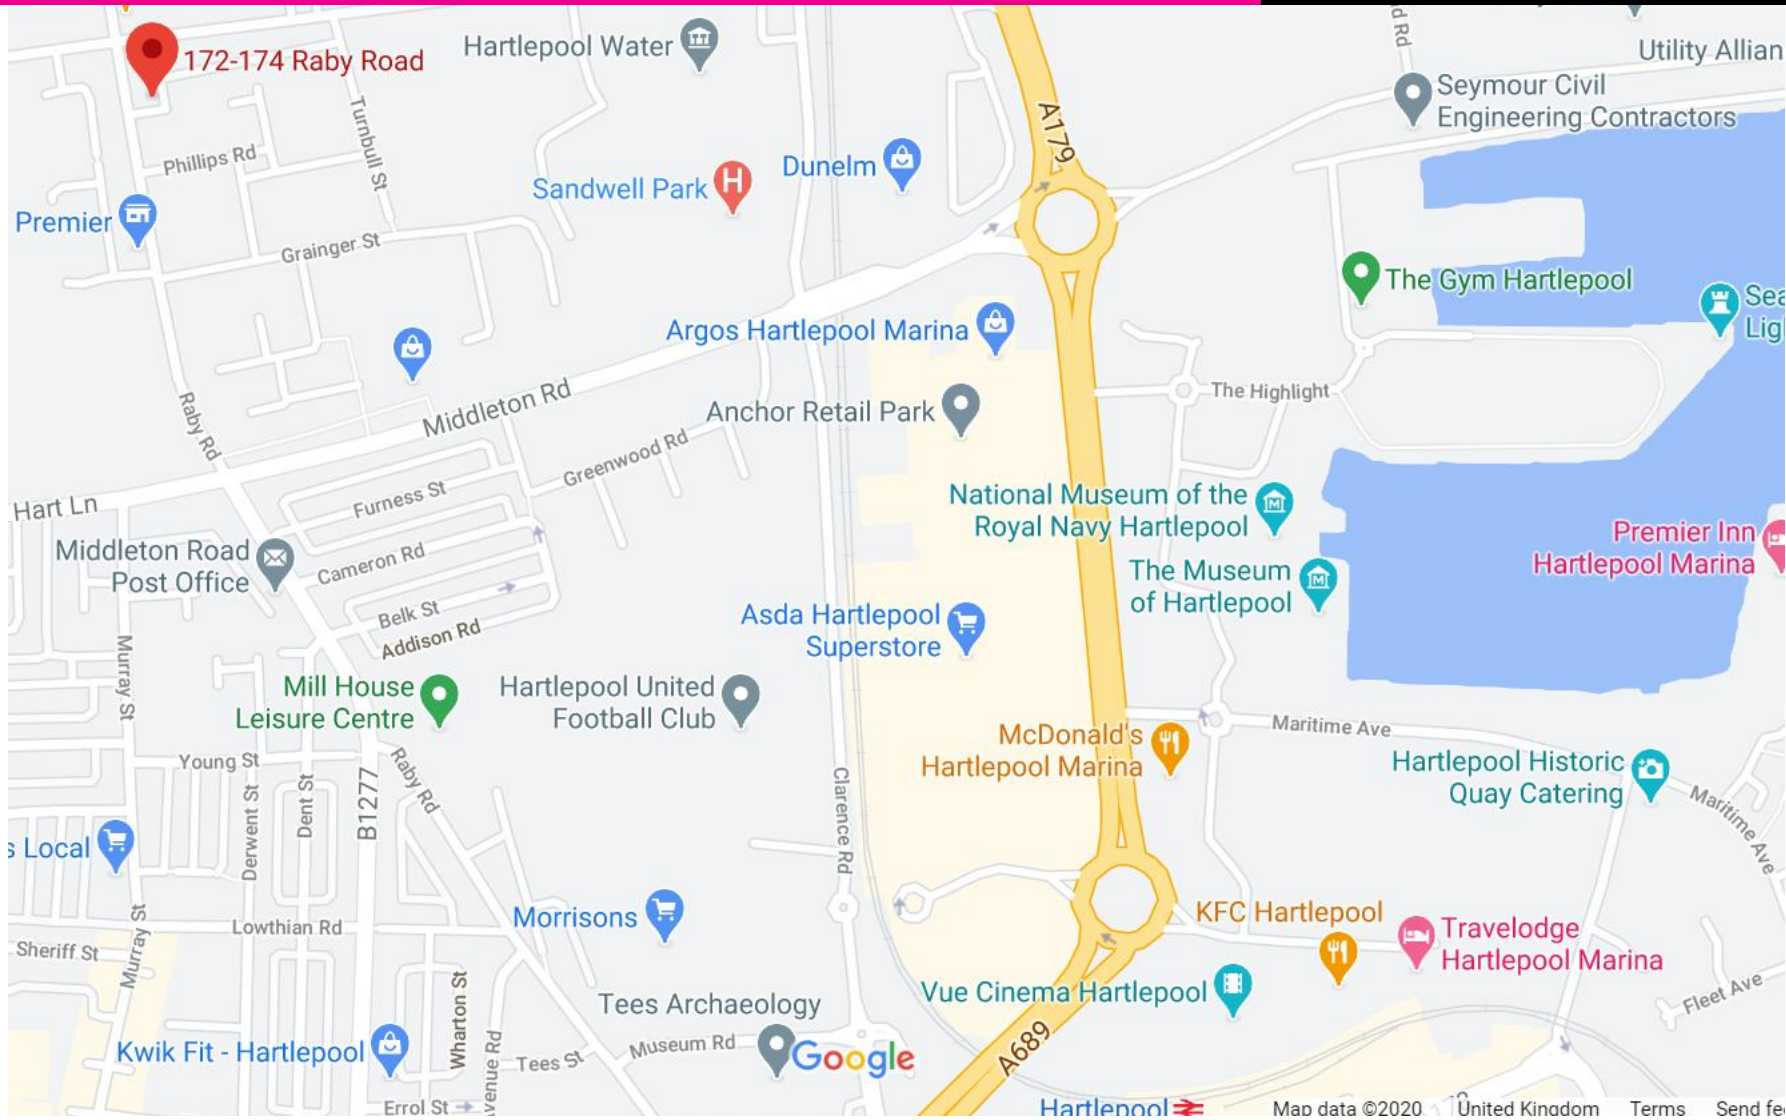 172-174 Raby Road
Hartlepool Water
Utility Allian
Seymour Civil
Engineering Contractors
A179
Turnbull St
Phillips Rd
Dunelm
Sandwell Park
H
Premier
Grainger St
The Gym Hartlepool
Sea
Lig
Argos Hartlepool Marina
Middleton Rd
The Highlight
Anchor Retail Park
Raby Rd
Greenwood Rd
Furness St
Hart Ln
National Museum of the
Royal Navy Hartlepool
Premier Inn
Hartlepool Marina
Middleton Road
Post Office
Cameron Rd
The Museum
of Hartlepool
Belk St
Addison Rd
Asda Hartlepool
Superstore
Murray St
Mill House
Leisure Centre
Hartlepool United
Football Club
Maritime Ave
McDonald's
Hartlepool Marina
Young St
Hartlepool Historic
Quay Catering
Raby Rd
Derwent St
Dent St
B1277
Clarence Rd
Maritime Ave
s Local
Morrisons
KFC Hartlepool
Lowthian Rd
Travelodge
Hartlepool Marina
Sheriff St
Murray St
Vue Cinema Hartlepool
Fleet Ave
Wharton St
Tees Archaeology
A689
Museum Rd
Kwik Fit - Hartlepool
Google
Tees St
venue Rd
Errol St
Hartlepool
Map data ©2020 United Kingdom Terms Send fe